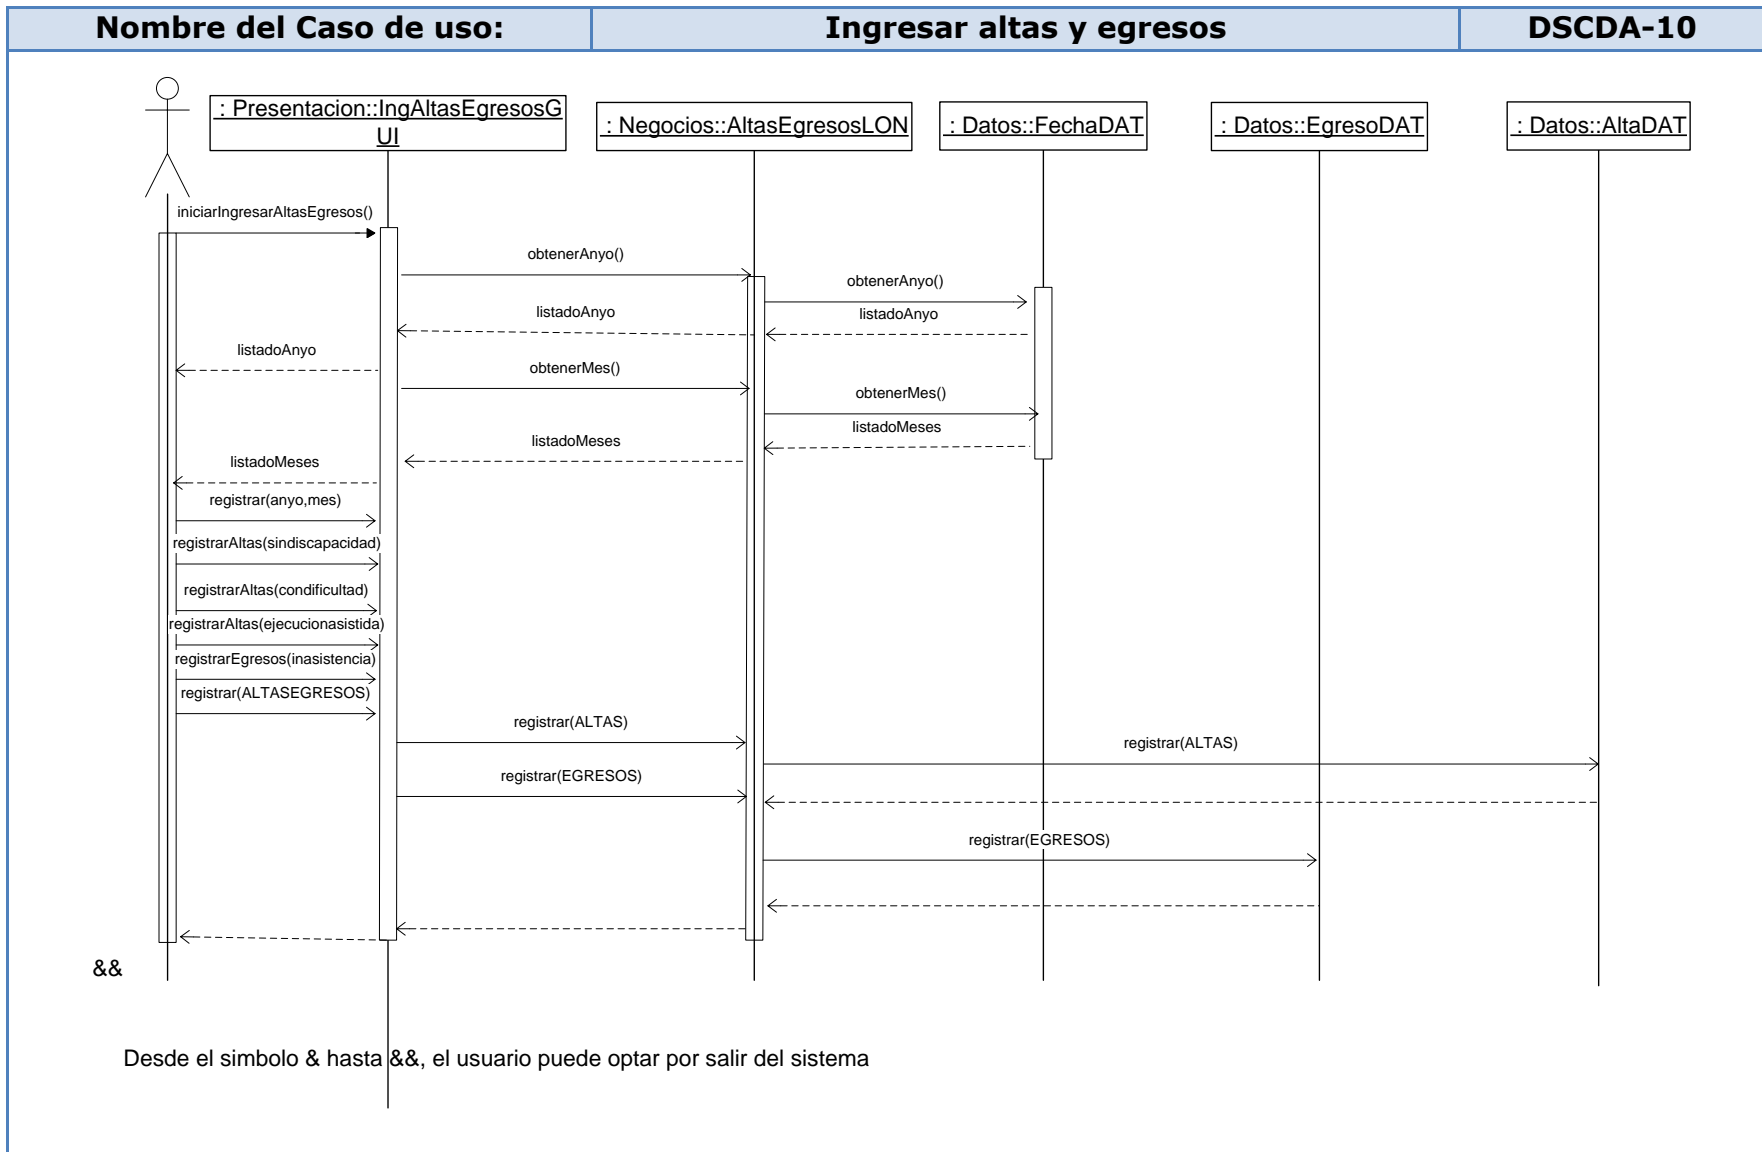 Nombre del Caso de uso: Ingresar altas y egresos DSCDA-10
: Presentacion::IngAltasEgresosG
UI
: Negocios::AltasEgresosLON
: Datos::FechaDAT
: Datos::EgresoDAT
: Datos::AltaDAT
iniciarIngresarAltasEgresos()
obtenerAnyo()
obtenerAnyo()
listadoAnyo
listadoAnyo
listadoAnyo
obtenerMes()
obtenerMes()
listadoMeses
listadoMeses
listadoMeses
registrar(anyo,mes)
registrarAltas(sindiscapacidad)
registrarAltas(condificultad)
registrarAltas(ejecucionasistida)
registrarEgresos(inasistencia)
registrar(ALTASEGRESOS)
registrar(ALTAS)
registrar(ALTAS)
registrar(EGRESOS)
registrar(EGRESOS)
&&
Desde el simbolo & hasta &&, el usuario puede optar por salir del sistema